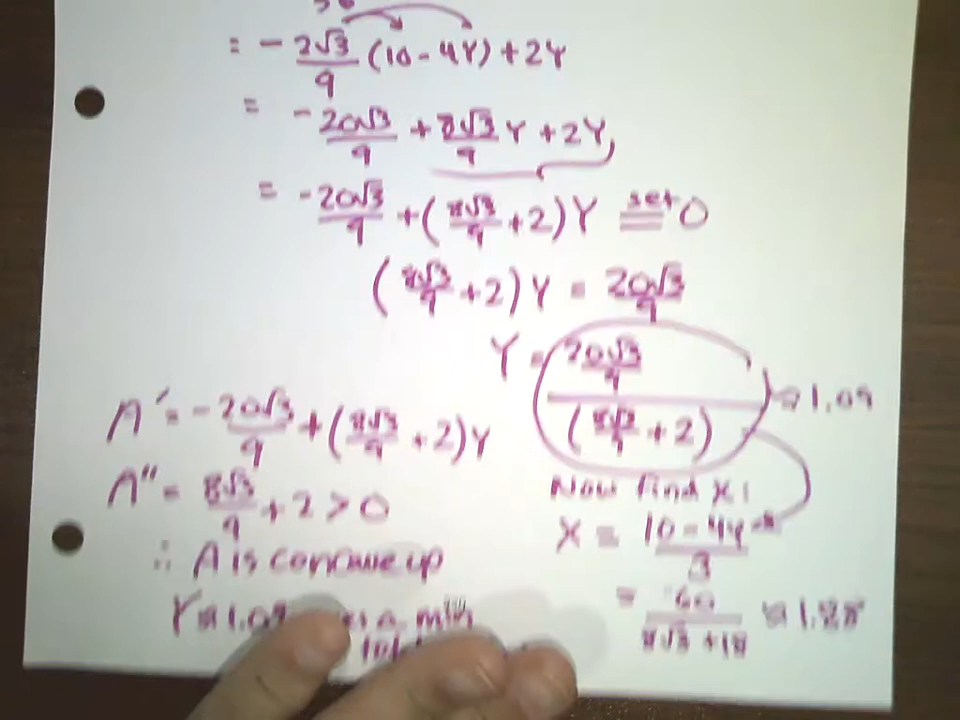 = - 2√3/9 (10 - 4Y) + 2Y
= - 20√3/9 + 8√3/9 Y + 2Y
= - 20√3/9 + (8√3/9 + 2) Y set = 0
(8√3/9 + 2) Y = 20√3/9
Y = (20√3/9) / (8√3/9 + 2) ≈ 1.09
A' = - 20√3/9 + (8√3/9 + 2) Y
A'' = 8√3/9 + 2 > 0
∴ A is concave up
Y ≈ 1.09 a min
Now find X:
X = (10 - 4Y)/3
= 60/(8√3 + 18) ≈ 1.88